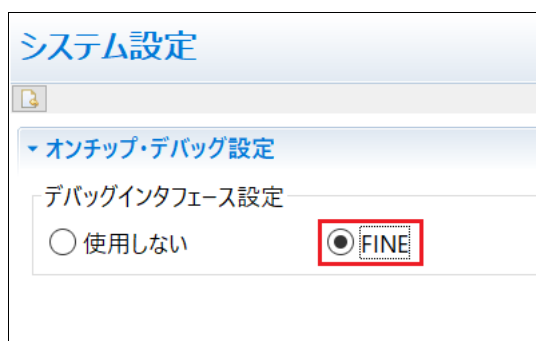 システム設定
オンチップ・デバッグ設定
デバッグインタフェース設定
使用しない
FINE